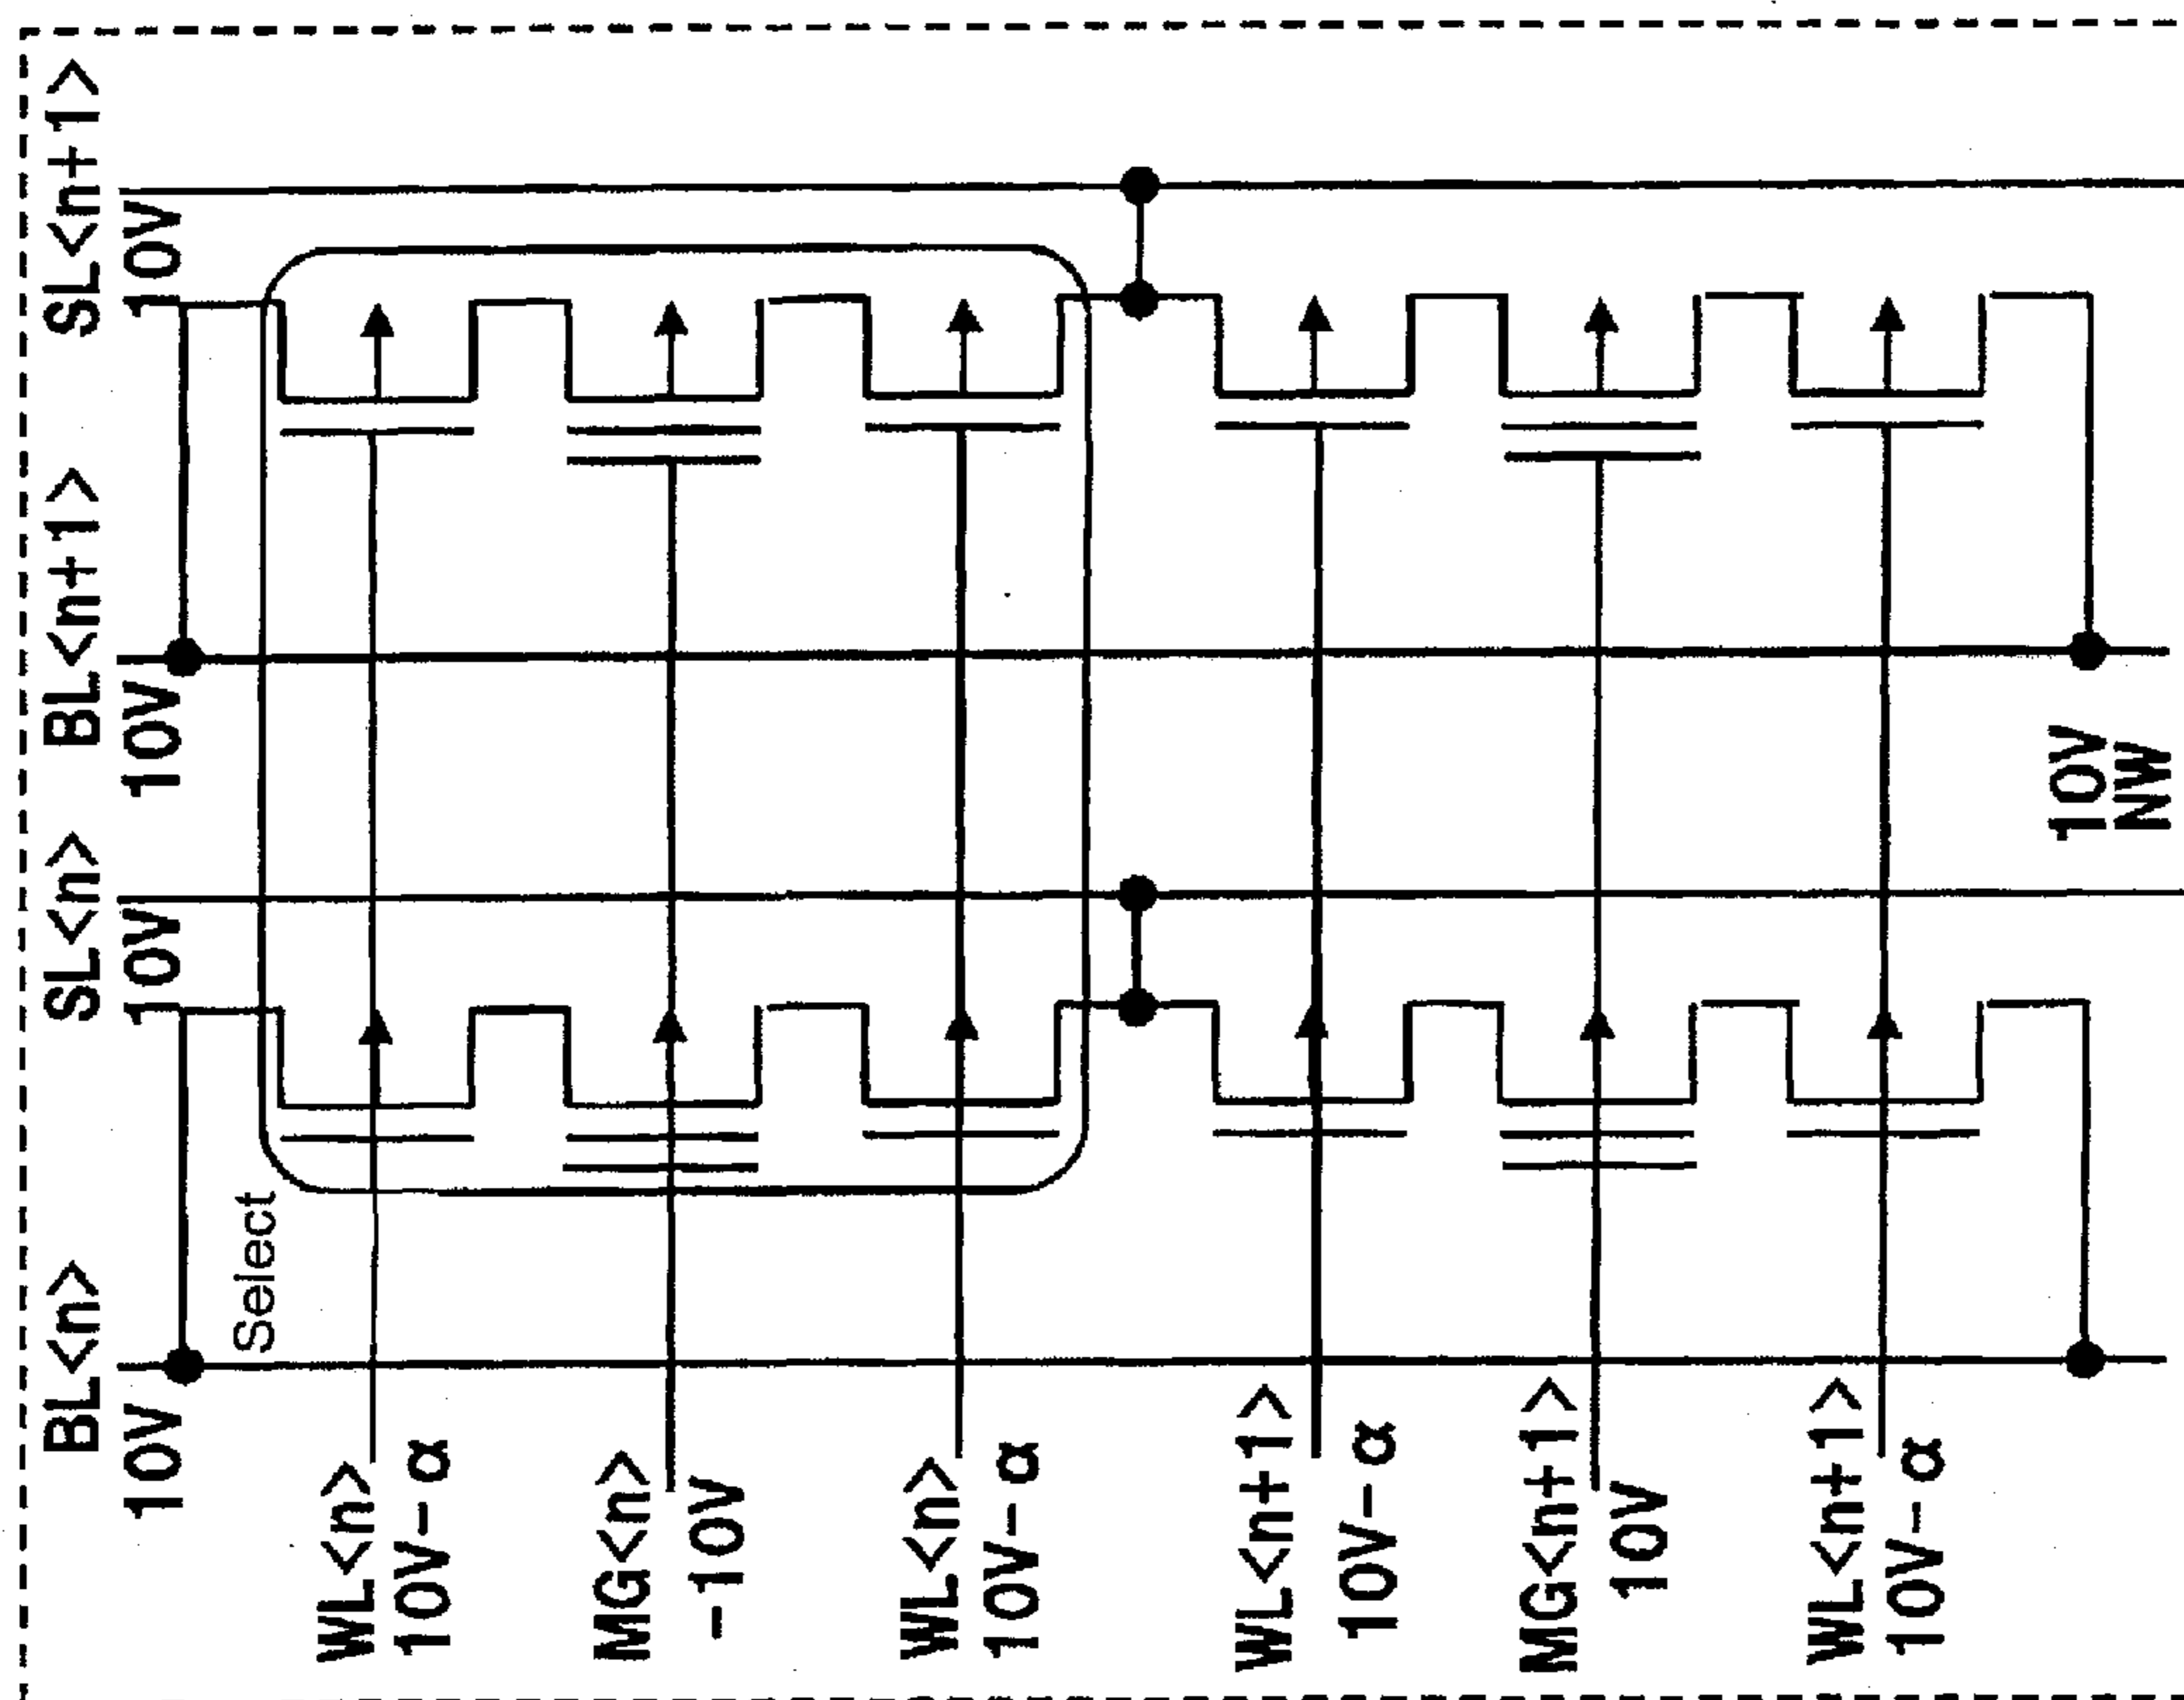 BL<n> SL<n> BL<n+1> SL<n+1>
10V 10V 10V 10V
Select
WL<n>
10V-α
MG<n>
-10V
WL<n>
10V-α
WL<n+1>
10V-α
MG<n+1>
10V
WL<n+1>
10V-α
10V
NW